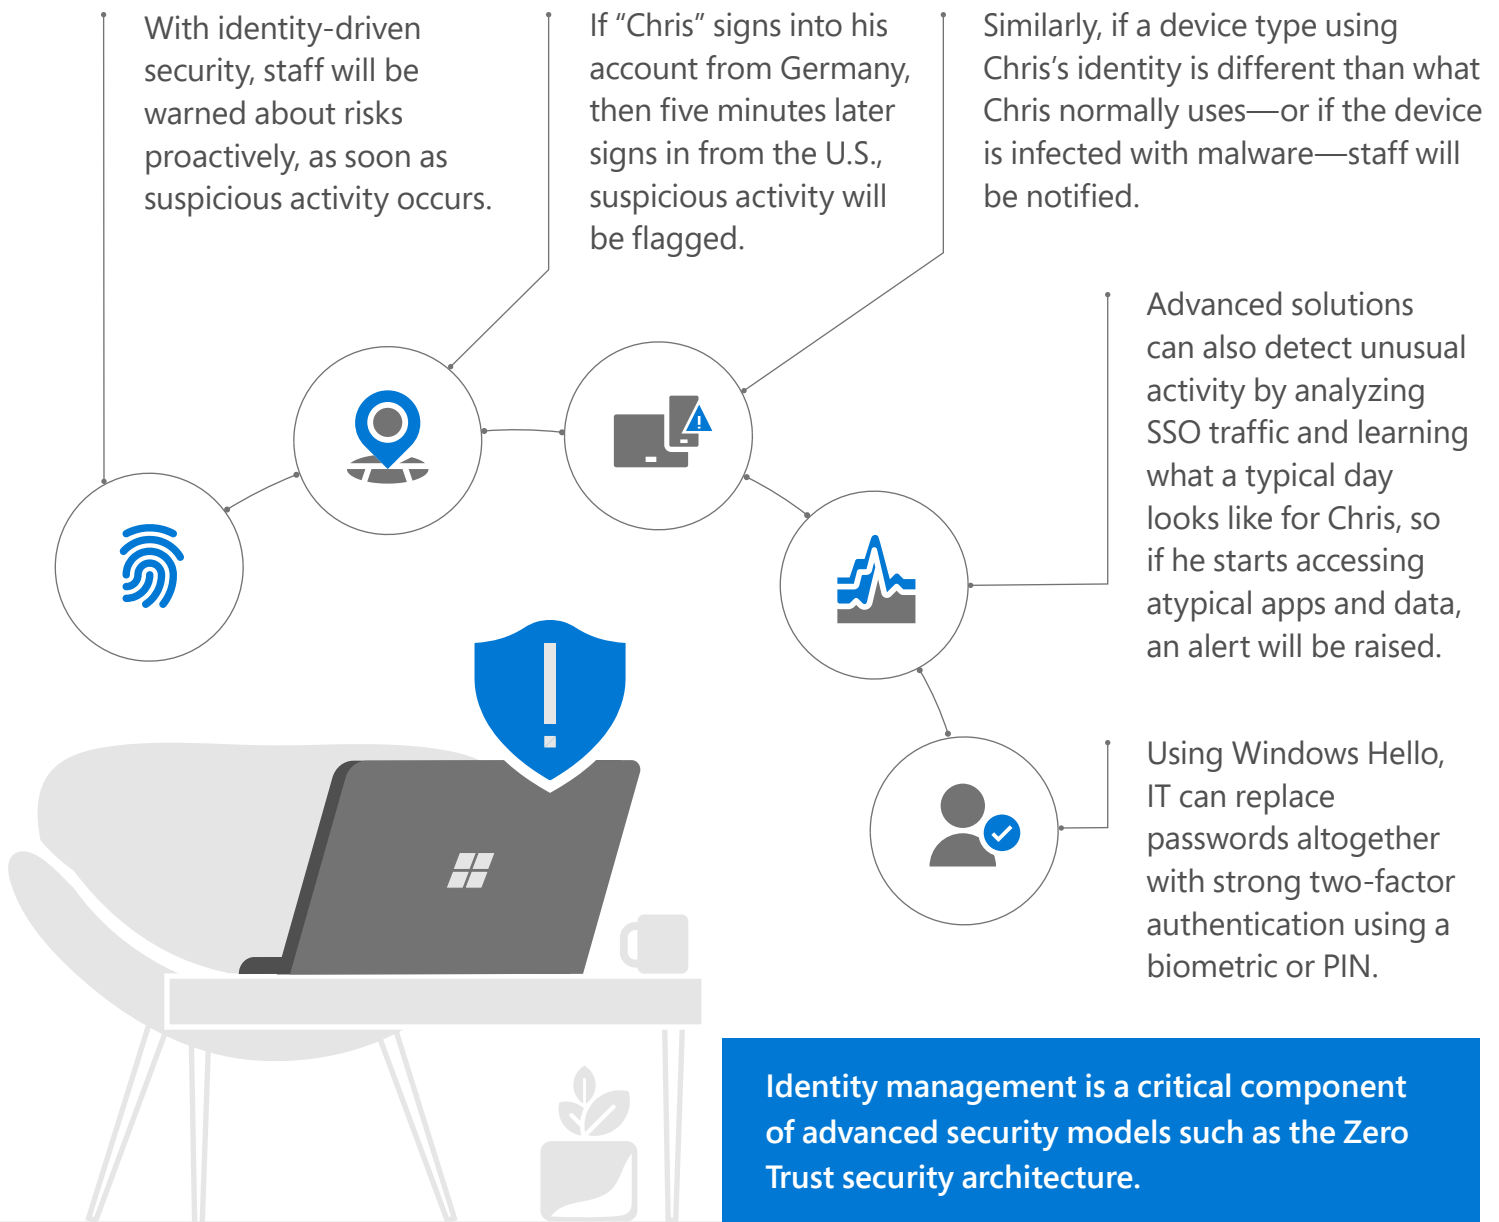 With identity-driven
security, staff will be
warned about risks
proactively, as soon as
suspicious activity occurs.
If “Chris” signs into his
account from Germany,
then five minutes later
signs in from the U.S.,
suspicious activity will
be flagged.
Similarly, if a device type using
Chris’s identity is different than what
Chris normally uses—or if the device
is infected with malware—staff will
be notified.
Advanced solutions
can also detect unusual
activity by analyzing
SSO traffic and learning
what a typical day
looks like for Chris, so
if he starts accessing
atypical apps and data,
an alert will be raised.
Using Windows Hello,
IT can replace
passwords altogether
with strong two-factor
authentication using a
biometric or PIN.
Identity management is a critical component
of advanced security models such as the Zero
Trust security architecture.